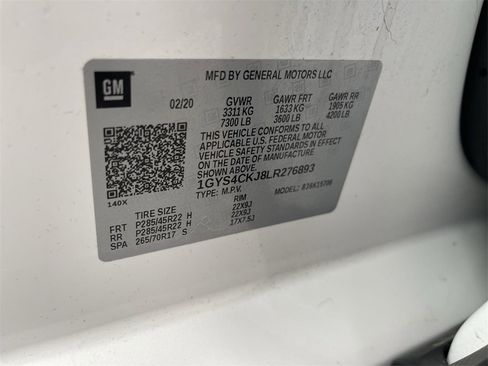 GM
MFD BY GENERAL MOTORS LLC
02/20 GVWR GAWR FRT GAWR RR
3311 KG 1633 KG 1905 KG
7300 LB 3600 LB 4200 LB
THIS VEHICLE CONFORMS TO ALL
APPLICABLE U.S. FEDERAL MOTOR
VEHICLE SAFETY STANDARDS IN EFFECT
ON THE DATE OF MANUFACTURE
SHOWN ABOVE.
1GYS4CKJ8LR276893
TYPE: M.P.V. MODEL:
140X
TIRE SIZE RIM
FRT P285/45R22 H 22X9J
RR P285/45R22 H 22X9J
SPA 265/70R17 S 17X7.5J